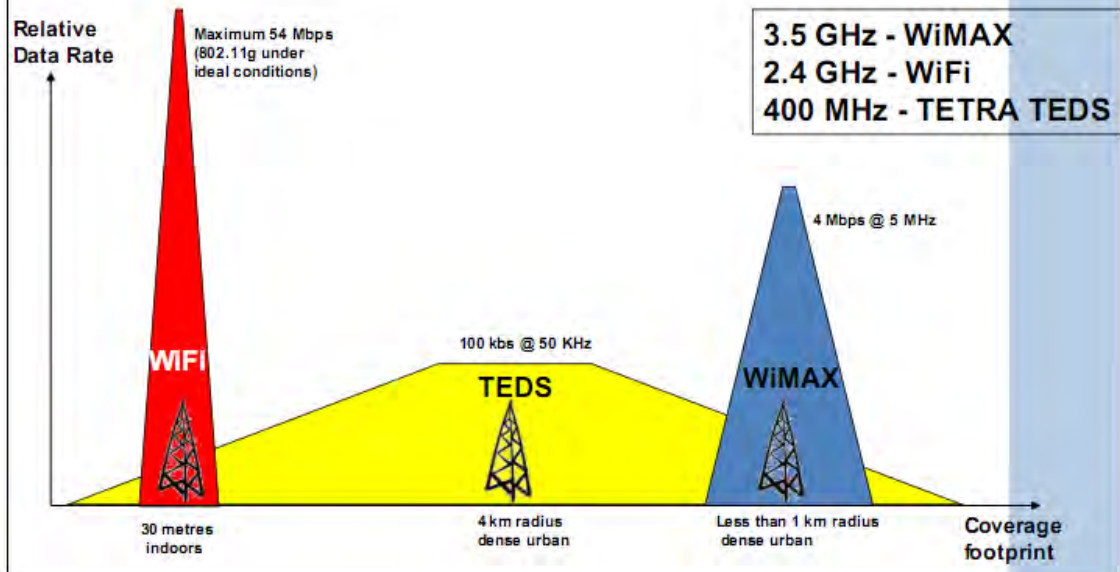 Relative
Data Rate
Maximum 54 Mbps
(802.11g under
ideal conditions)
3.5 GHz - WiMAX
2.4 GHz - WiFi
400 MHz - TETRA TEDS
4 Mbps @ 5 MHz
100 kbs @ 50 KHz
WiFi
TEDS
WiMAX
30 metres
indoors
4 km radius
dense urban
Less than 1 km radius
dense urban
Coverage
footprint